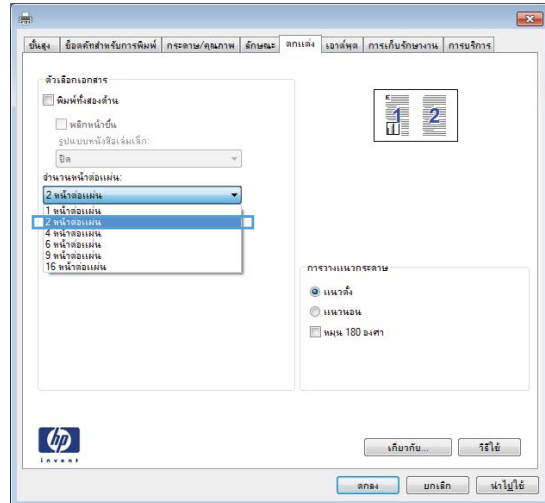 ขั้นสูง ช็อตคัทสำหรับการพิมพ์ กระดาษ/คุณภาพ ลักษณะ ตกแต่ง เอาต์พุต การเก็บรักษางาน การบริการ
ตัวเลือกเอกสาร
พิมพ์ทั้งสองด้าน
พลิกหน้าขึ้น
รูปแบบหนังสือเล่มเล็ก:
ปิด
จำนวนหน้าต่อแผ่น:
2 หน้าต่อแผ่น
1 หน้าต่อแผ่น
2 หน้าต่อแผ่น
4 หน้าต่อแผ่น
6 หน้าต่อแผ่น
9 หน้าต่อแผ่น
16 หน้าต่อแผ่น
1 2
การวางแนวกระดาษ
แนวตั้ง
แนวนอน
หมุน 180 องศา
hp
invent
เกี่ยวกับ... วิธีใช้
ตกลง ยกเลิก นำไปใช้